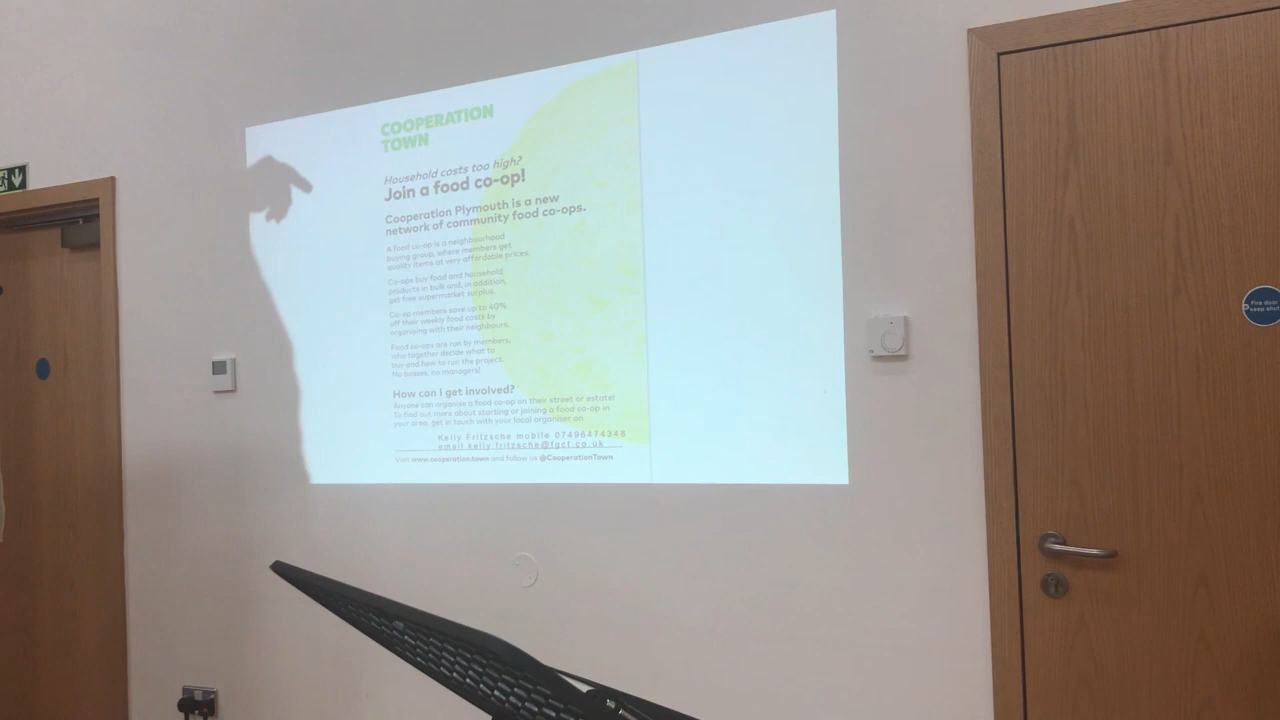 COOPERATION
TOWN
Household costs too high?
Join a food co-op!
Cooperation Plymouth is a new
network of community food co-ops.
A food co-op is a neighbourhood
buying group, where members get
quality items at very affordable prices.
Co-ops buy food and household
products in bulk and, in addition,
get free supermarket surplus.
Co-op members save up to 40%
off their weekly food costs by
organising with their neighbours.
Food co-ops are run by members,
who together decide what to
buy and how to run the project.
No bosses, no managers!
How can I get involved?
Anyone can organise a food co-op on their street or estate!
To find out more about starting or joining a food co-op in
your area, get in touch with your local organiser on
Kelly Fritzsche mobile 07496474348
email kelly.fritzsche@fgct.co.uk
Visit www.cooperation.town and follow us @CooperationTown
Fire door
keep shut